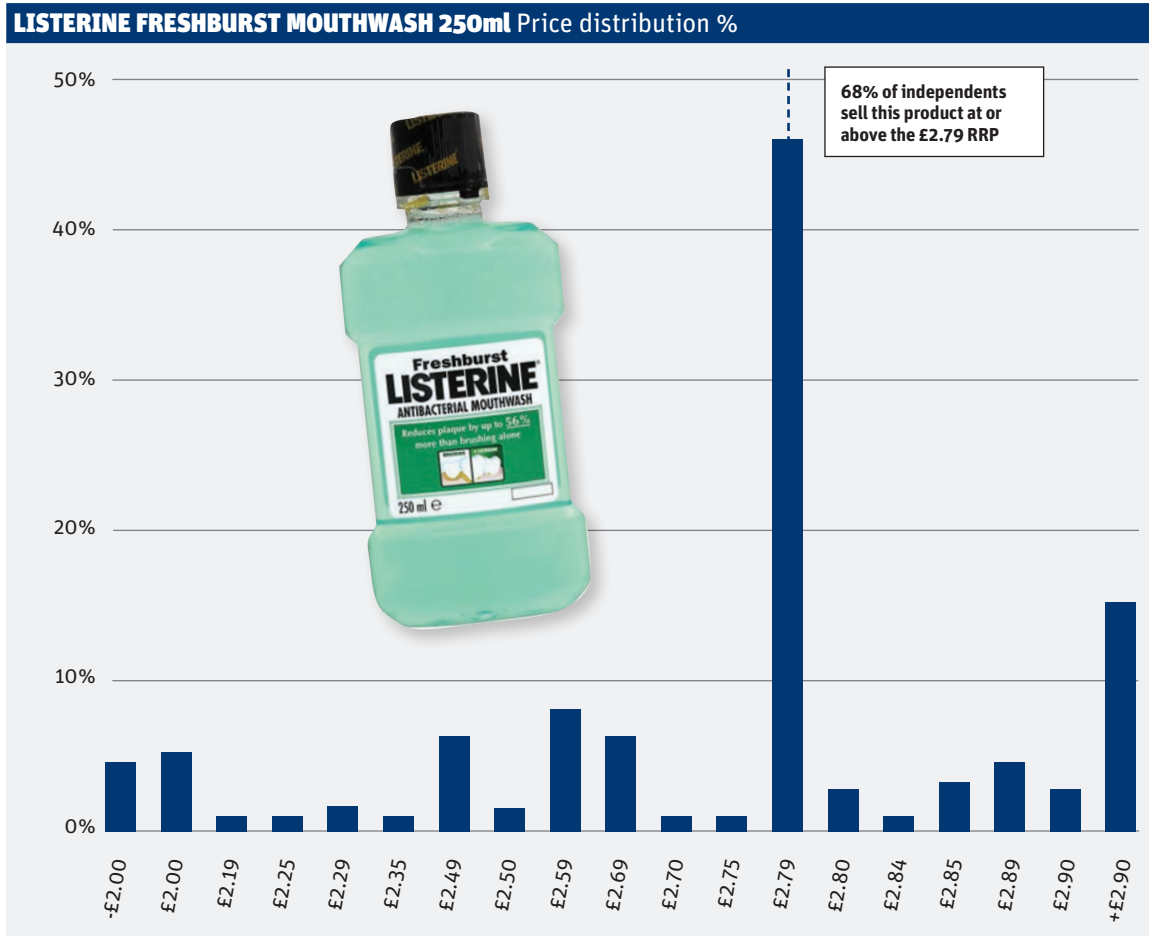 LISTERINE FRESHBURST MOUTHWASH 250ml Price distribution %
50%
68% of independents
sell this product at or
above the £2.79 RRP
LISTERINE
LISTERINE
40%
30%
Freshburst
LISTERINE
ANTIBACTERIAL MOUTHWASH
Reduces plaque by up to 56%
more than brushing alone
250 ml e
20%
10%
0%
-£2.00
£2.00
£2.19
£2.25
£2.29
£2.35
£2.49
£2.50
£2.59
£2.69
£2.70
£2.75
£2.79
£2.80
£2.84
£2.85
£2.89
£2.90
+£2.90